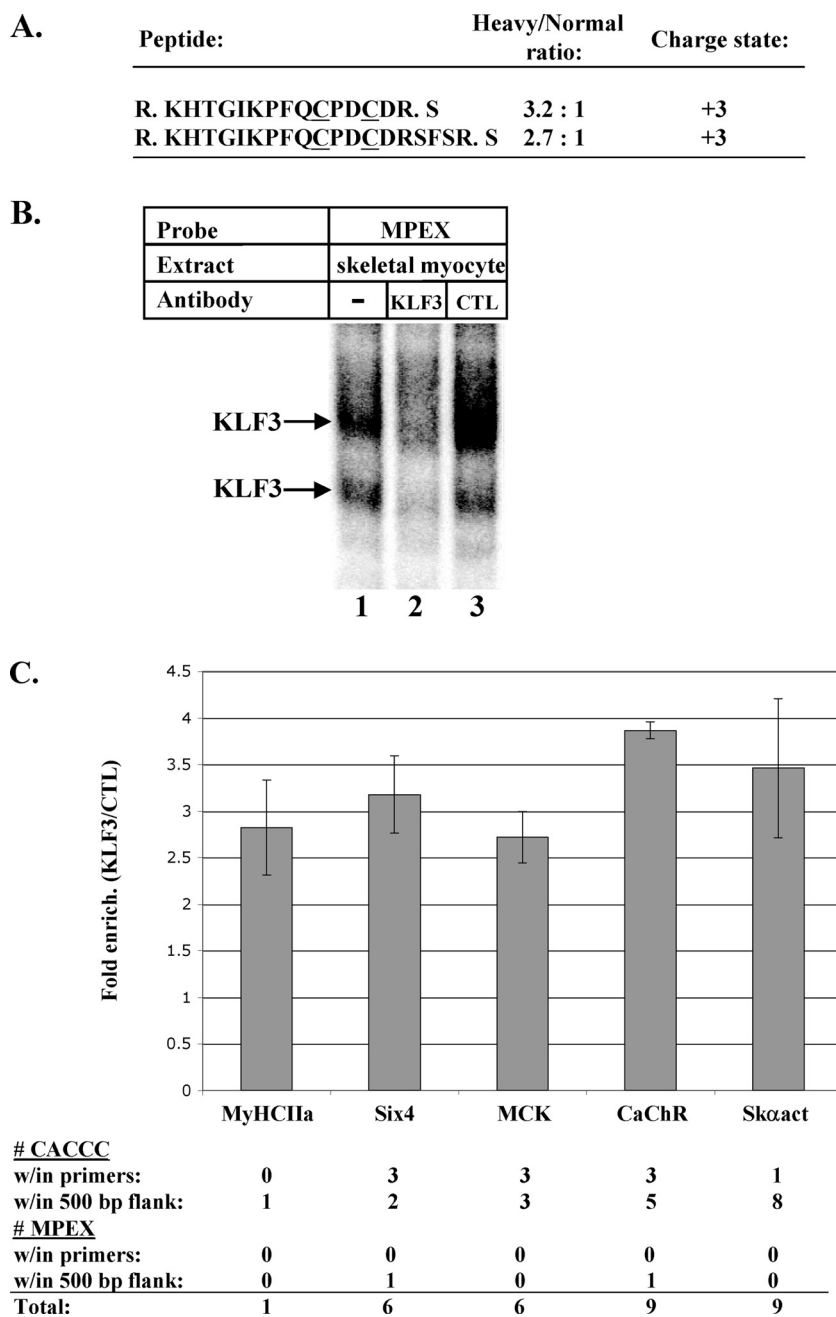 A.
Peptide: Heavy/Normal ratio: Charge state:
R. KHTGIKPFQCPDCDR. S 3.2 : 1 +3
R. KHTGIKPFQCPDCDRSFSR. S 2.7 : 1 +3
B.
Probe MPEX
Extract skeletal myocyte
Antibody - KLF3 CTL
KLF3
KLF3
1 2 3
C.
Fold enrich. (KLF3/CTL)
4.5
4
3.5
3
2.5
2
1.5
1
0.5
0
MyHCIIa Six4 MCK CaChR Skαact
# CACCC
w/in primers: 0 3 3 3 1
w/in 500 bp flank: 1 2 3 5 8
# MPEX
w/in primers: 0 0 0 0 0
w/in 500 bp flank: 0 1 0 1 0
Total: 1 6 6 9 9